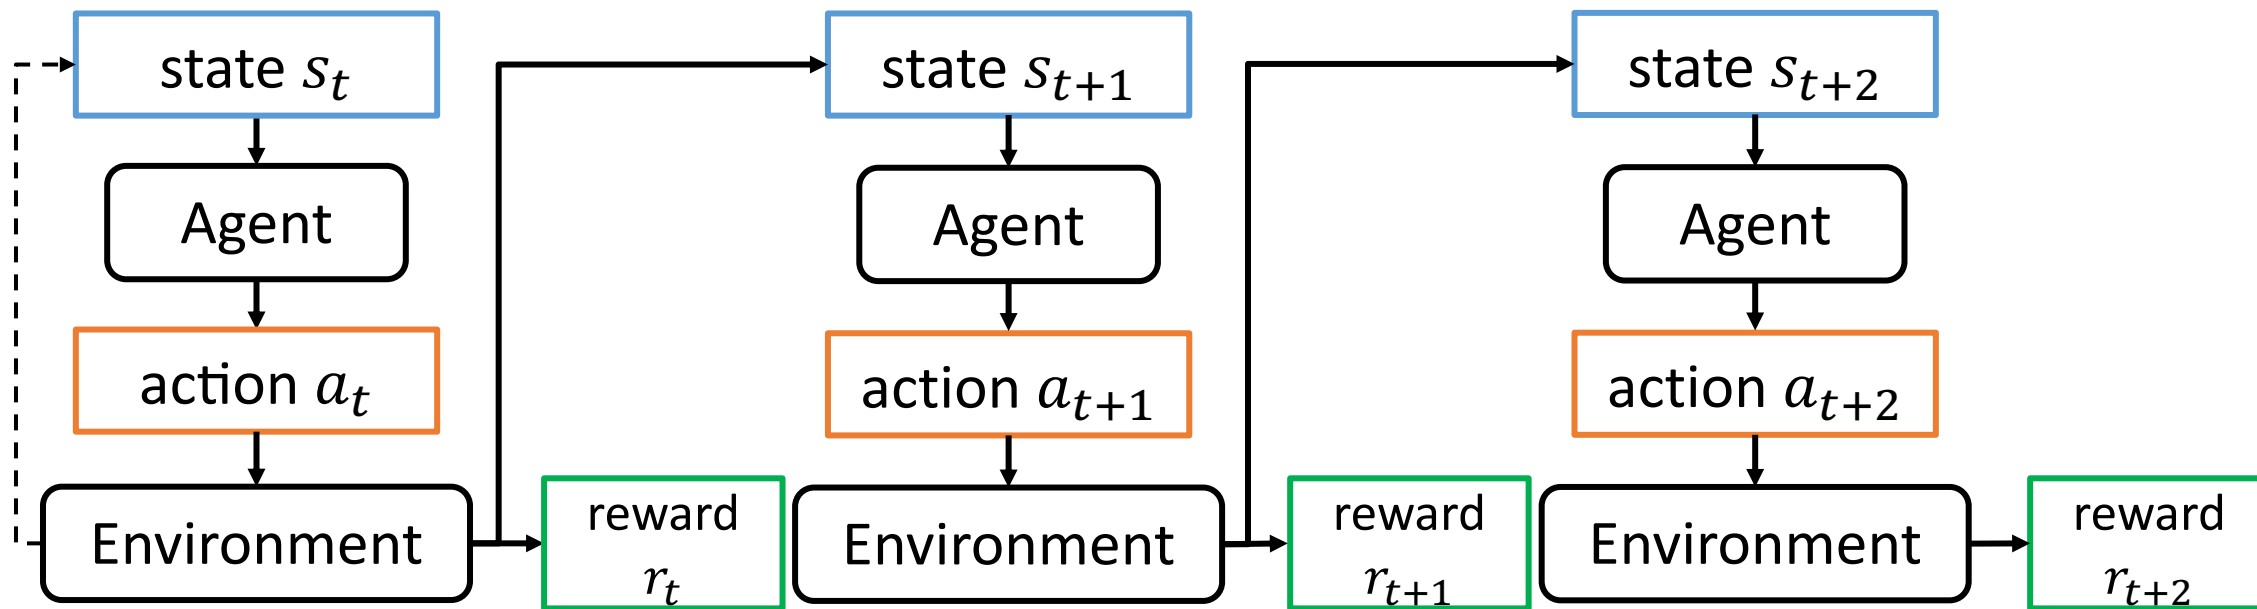 state s_t
Agent
action a_t
Environment
reward
r_t
state s_{t+1}
Agent
action a_{t+1}
Environment
reward
r_{t+1}
state s_{t+2}
Agent
action a_{t+2}
Environment
reward
r_{t+2}